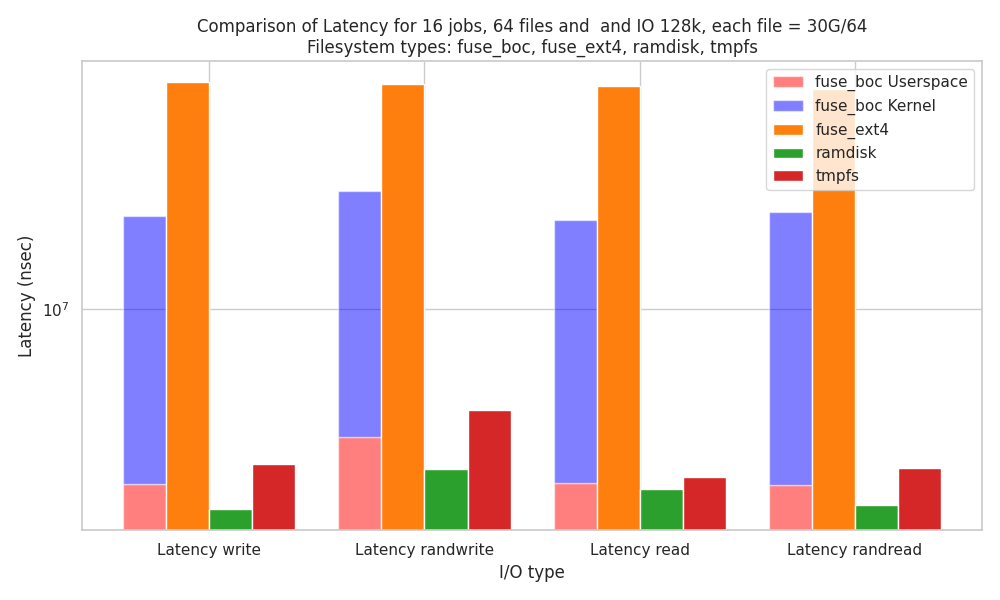 Comparison of Latency for 16 jobs, 64 files and  and IO 128k, each file = 30G/64
Filesystem types: fuse_boc, fuse_ext4, ramdisk, tmpfs
fuse_boc Userspace
fuse_boc Kernel
fuse_ext4
ramdisk
tmpfs
Latency (nsec)
10⁷
Latency write
Latency randwrite
Latency read
Latency randread
I/O type